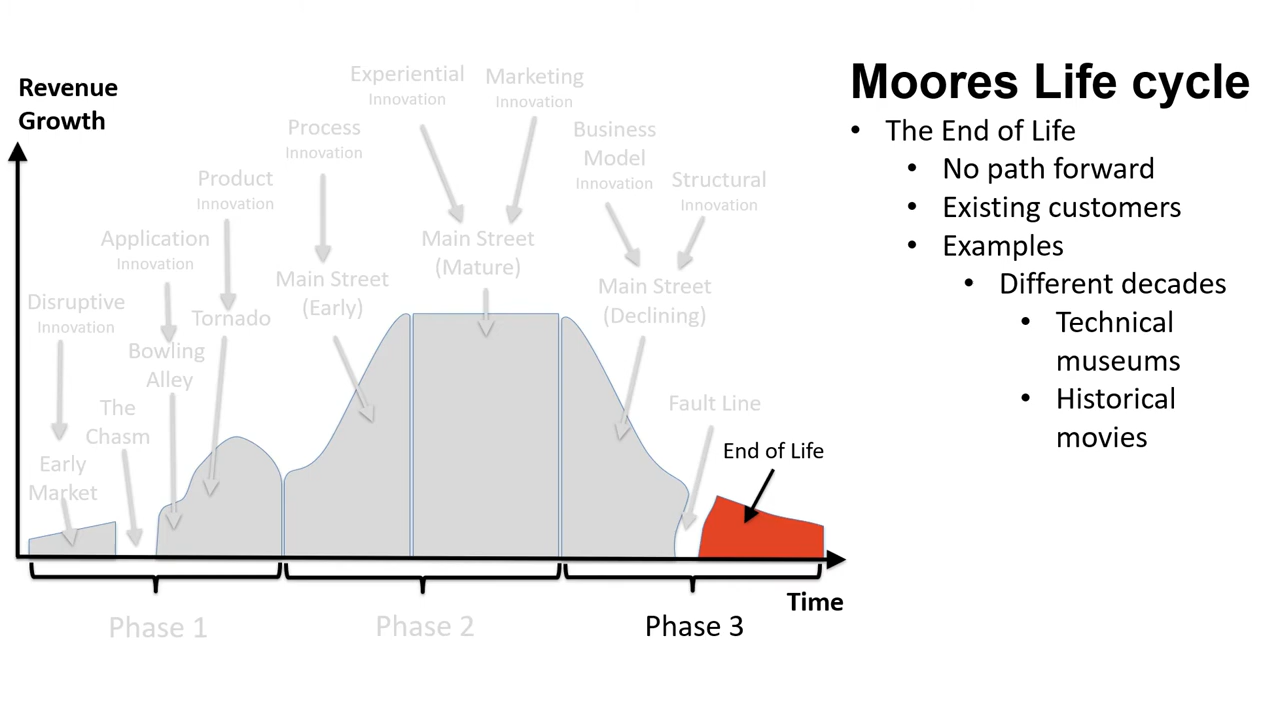 Revenue
Growth
Experiential
Innovation
Marketing
Innovation
Process
Innovation
Business
Model
Innovation
Structural
Innovation
Product
Innovation
Application
Innovation
Disruptive
Innovation
Main Street
(Mature)
Main Street
(Early)
Main Street
(Declining)
Tornado
Bowling
Alley
The
Chasm
Early
Market
Fault Line
End of Life
Time
Phase 1
Phase 2
Phase 3
Moores Life cycle
• The End of Life
• No path forward
• Existing customers
• Examples
• Different decades
• Technical
museums
• Historical
movies